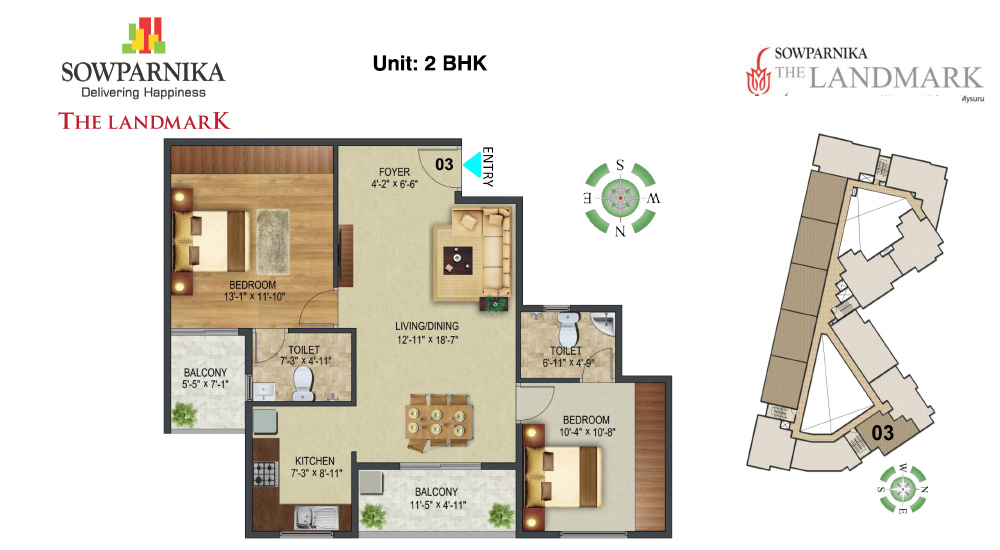 SOWPARNIKA
Delivering Happiness
THE LANDMARK
Unit: 2 BHK
SOWPARNIKA
THE LANDMARK
Mysuru
FOYER
4'-2" x 6'-6"
03
ENTRY
S
E
W
N
BEDROOM
13'-1" x 11'-10"
LIVING/DINING
12'-11" x 18'-7"
TOILET
7'-3" x 4'-11"
TOILET
6'-11" x 4'-9"
BALCONY
5'-5" x 7'-1"
BEDROOM
10'-4" x 10'-8"
KITCHEN
7'-3" x 8'-11"
BALCONY
11'-5" x 4'-11"
03
W
S
N
E